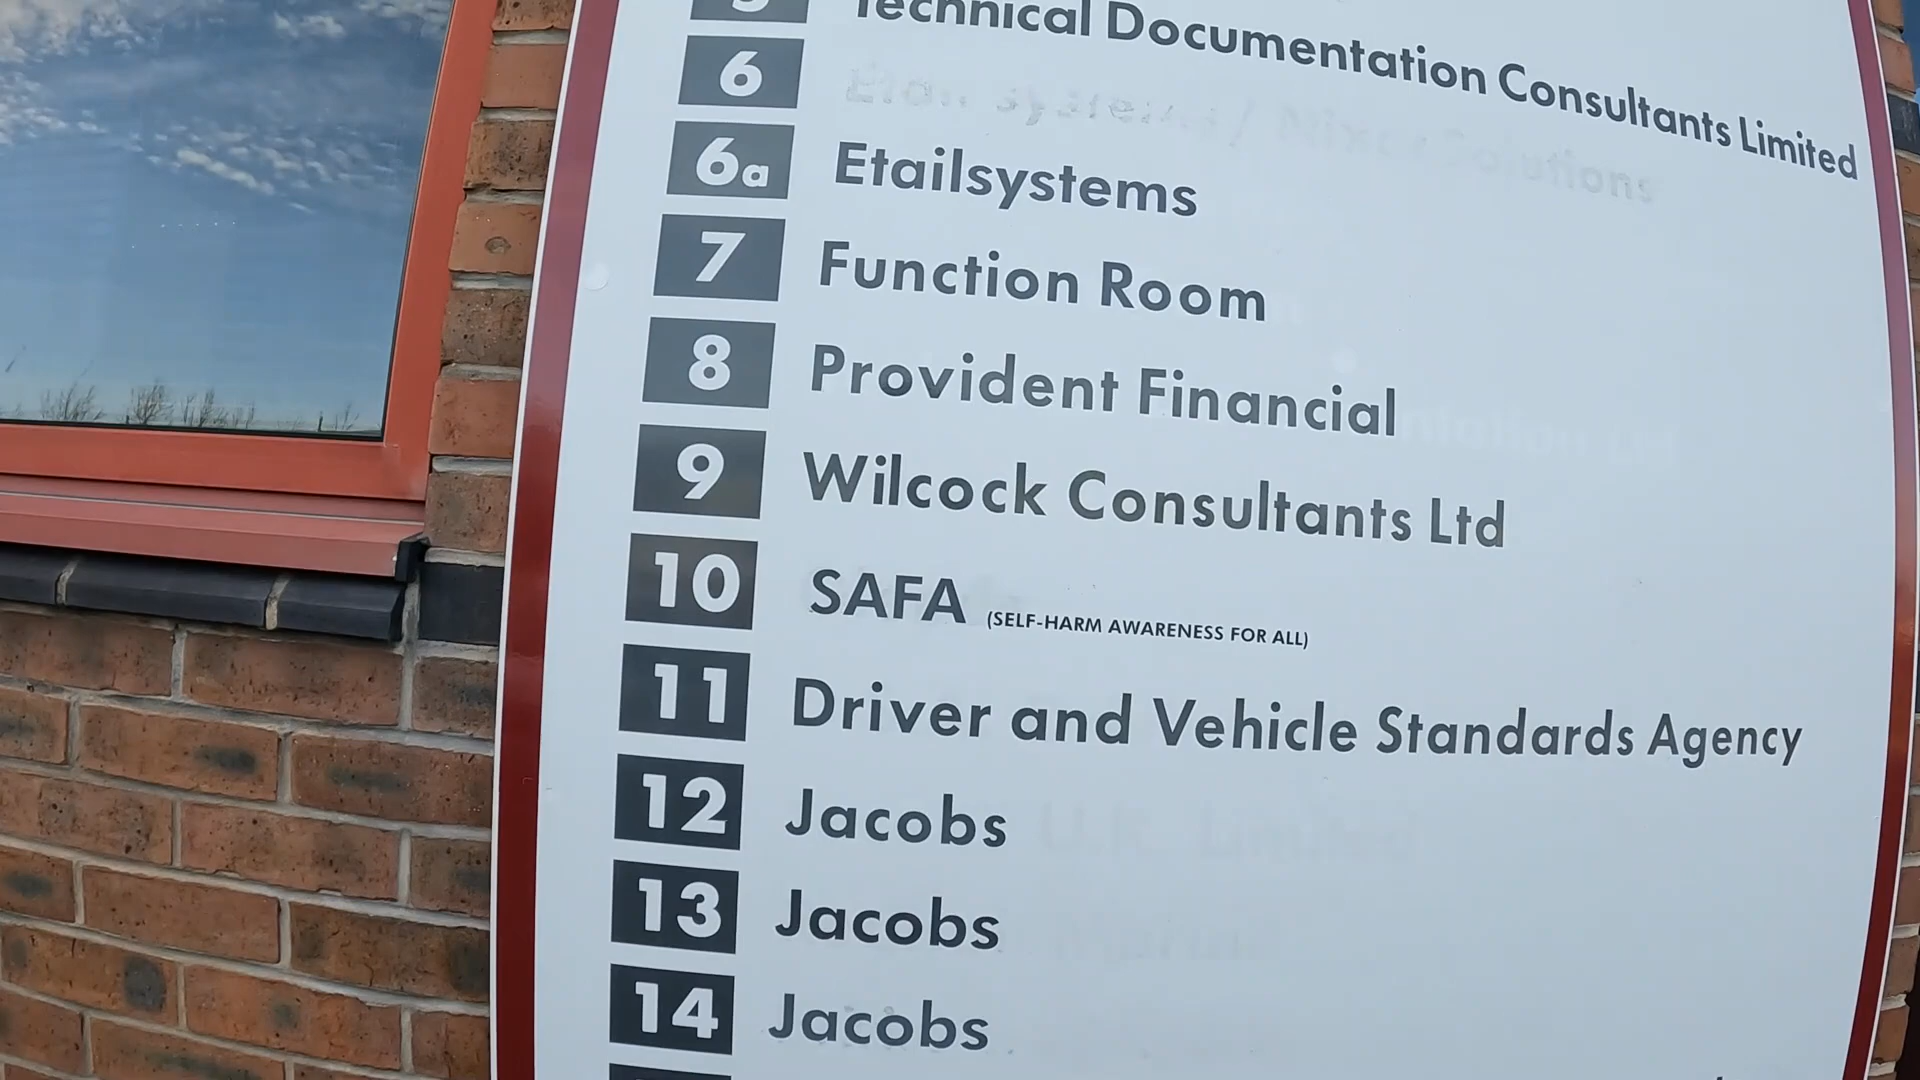 5 Technical Documentation Consultants Limited
6
6a Etailsystems
7 Function Room
8 Provident Financial
9 Wilcock Consultants Ltd
10 SAFA (SELF-HARM AWARENESS FOR ALL)
11 Driver and Vehicle Standards Agency
12 Jacobs
13 Jacobs
14 Jacobs